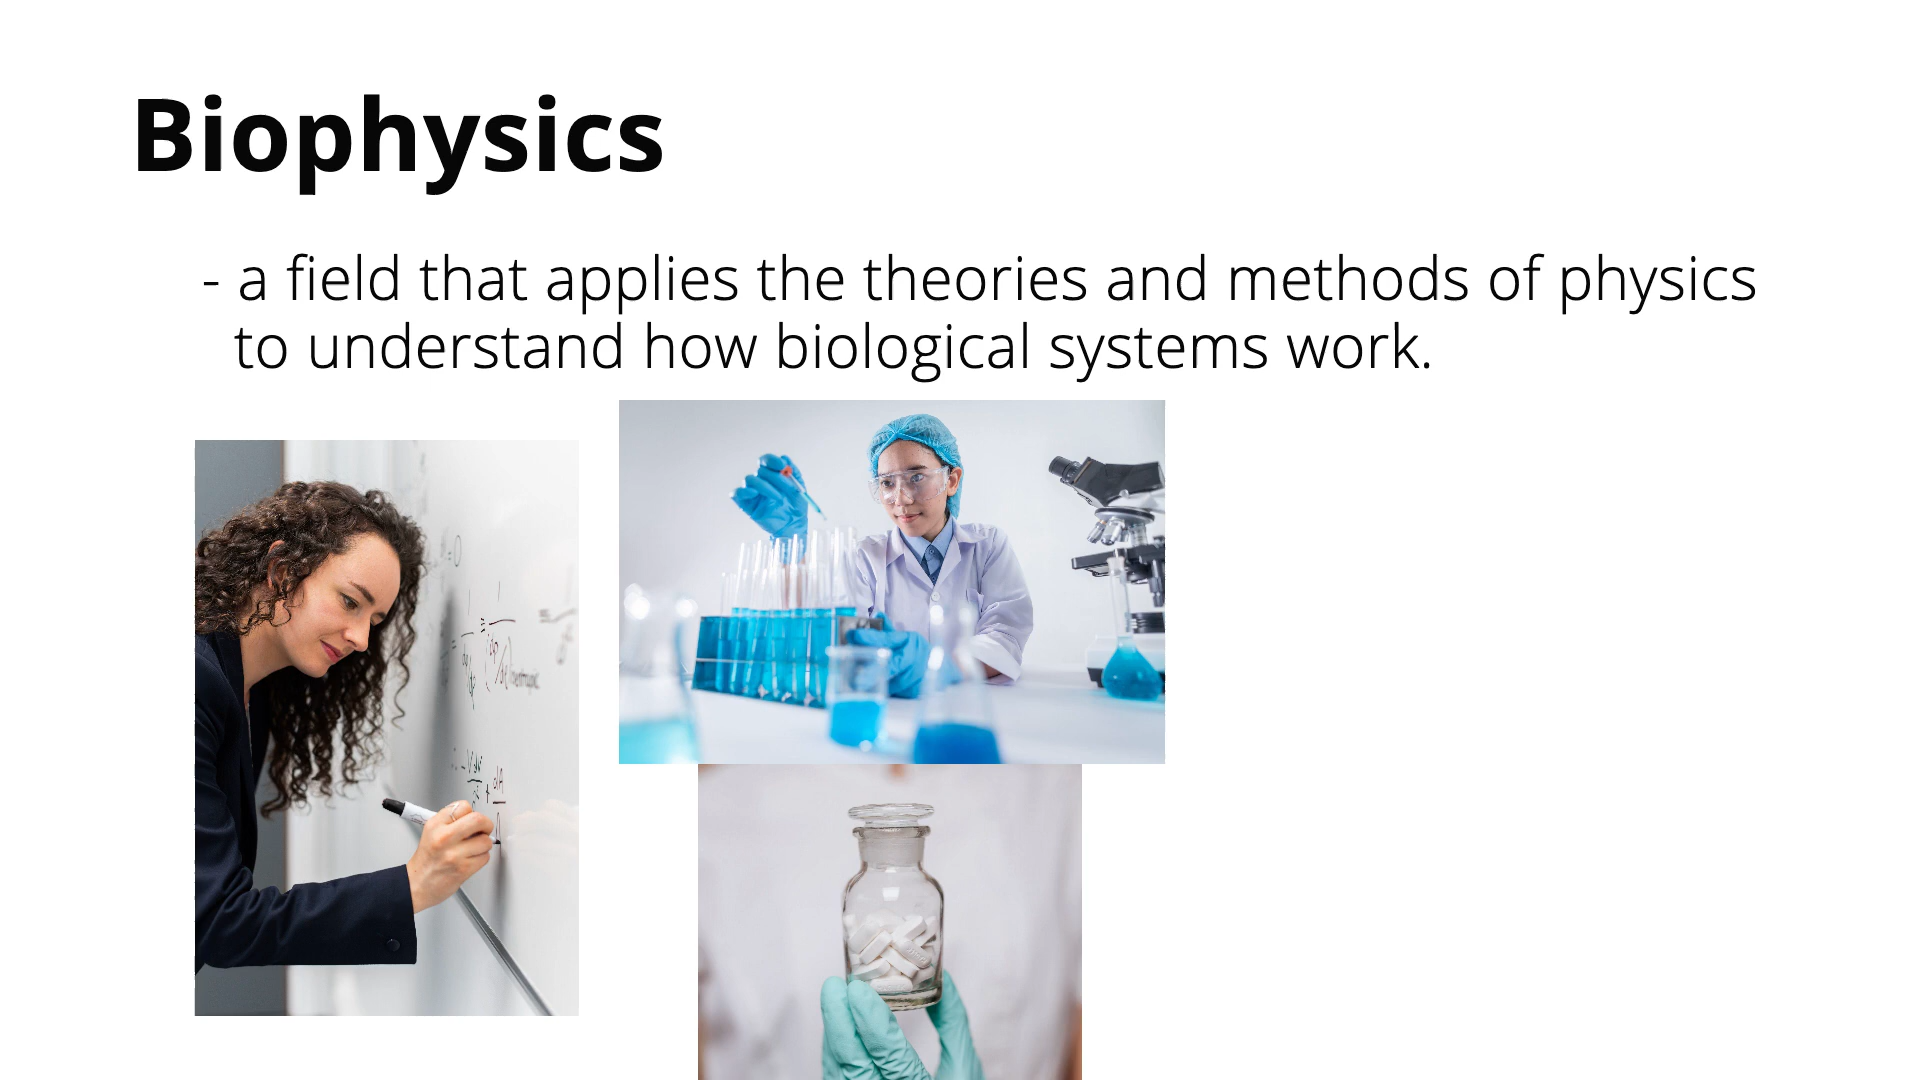 Biophysics
- a field that applies the theories and methods of physics
to understand how biological systems work.